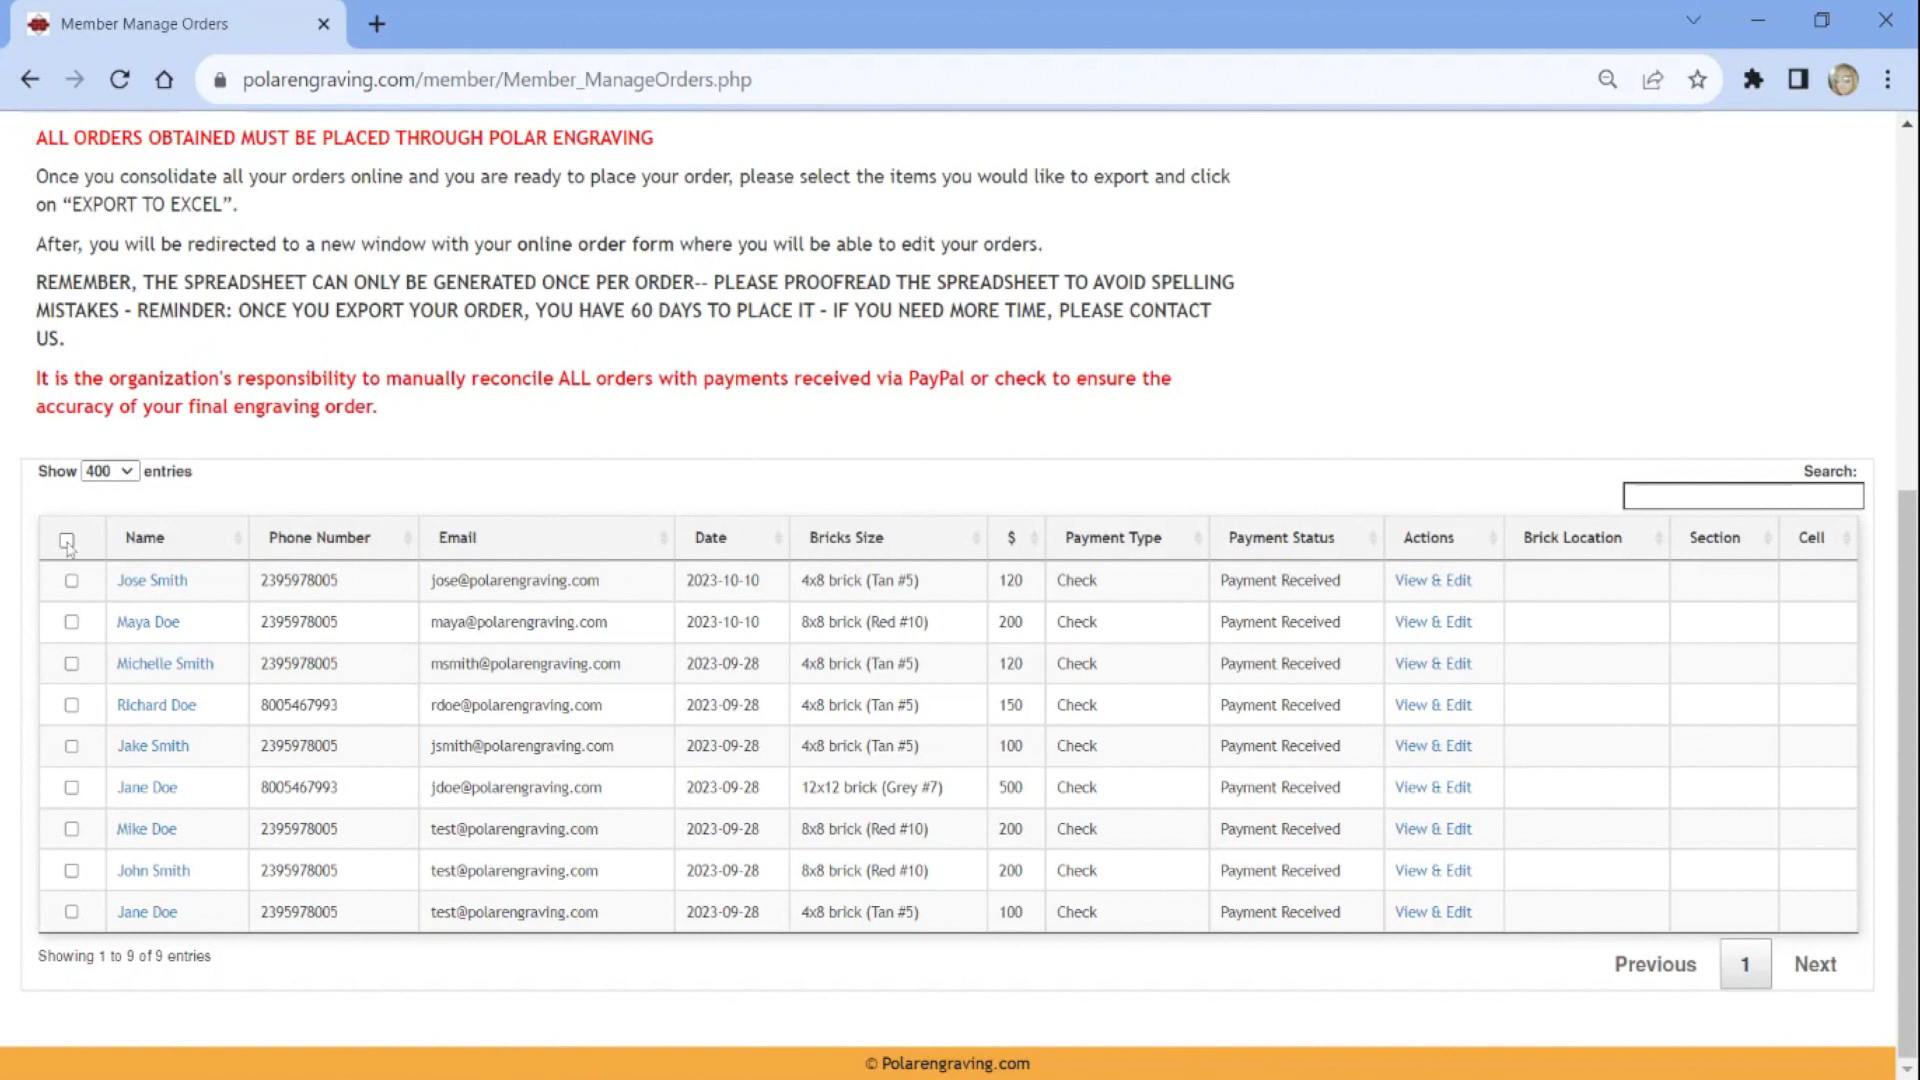 Member Manage Orders
polarengraving.com/member/Member_ManageOrders.php
ALL ORDERS OBTAINED MUST BE PLACED THROUGH POLAR ENGRAVING
Once you consolidate all your orders online and you are ready to place your order, please select the items you would like to export and click
on “EXPORT TO EXCEL”.
After, you will be redirected to a new window with your online order form where you will be able to edit your orders.
REMEMBER, THE SPREADSHEET CAN ONLY BE GENERATED ONCE PER ORDER-- PLEASE PROOFREAD THE SPREADSHEET TO AVOID SPELLING
MISTAKES - REMINDER: ONCE YOU EXPORT YOUR ORDER, YOU HAVE 60 DAYS TO PLACE IT - IF YOU NEED MORE TIME, PLEASE CONTACT
US.
It is the organization's responsibility to manually reconcile ALL orders with payments received via PayPal or check to ensure the
accuracy of your final engraving order.
Show 400 entries Search:
Name Phone Number Email Date Bricks Size $ Payment Type Payment Status Actions Brick Location Section Cell
Jose Smith 2395978005 jose@polarengraving.com 2023-10-10 4x8 brick (Tan #5) 120 Check Payment Received View & Edit
Maya Doe 2395978005 maya@polarengraving.com 2023-10-10 8x8 brick (Red #10) 200 Check Payment Received View & Edit
Michelle Smith 2395978005 msmith@polarengraving.com 2023-09-28 4x8 brick (Tan #5) 120 Check Payment Received View & Edit
Richard Doe 8005467993 rdoe@polarengraving.com 2023-09-28 4x8 brick (Tan #5) 150 Check Payment Received View & Edit
Jake Smith 2395978005 jsmith@polarengraving.com 2023-09-28 4x8 brick (Tan #5) 100 Check Payment Received View & Edit
Jane Doe 8005467993 jdoe@polarengraving.com 2023-09-28 12x12 brick (Grey #7) 500 Check Payment Received View & Edit
Mike Doe 2395978005 test@polarengraving.com 2023-09-28 8x8 brick (Red #10) 200 Check Payment Received View & Edit
John Smith 2395978005 test@polarengraving.com 2023-09-28 8x8 brick (Red #10) 200 Check Payment Received View & Edit
Jane Doe 2395978005 test@polarengraving.com 2023-09-28 4x8 brick (Tan #5) 100 Check Payment Received View & Edit
Showing 1 to 9 of 9 entries
Previous 1 Next
© Polarengraving.com